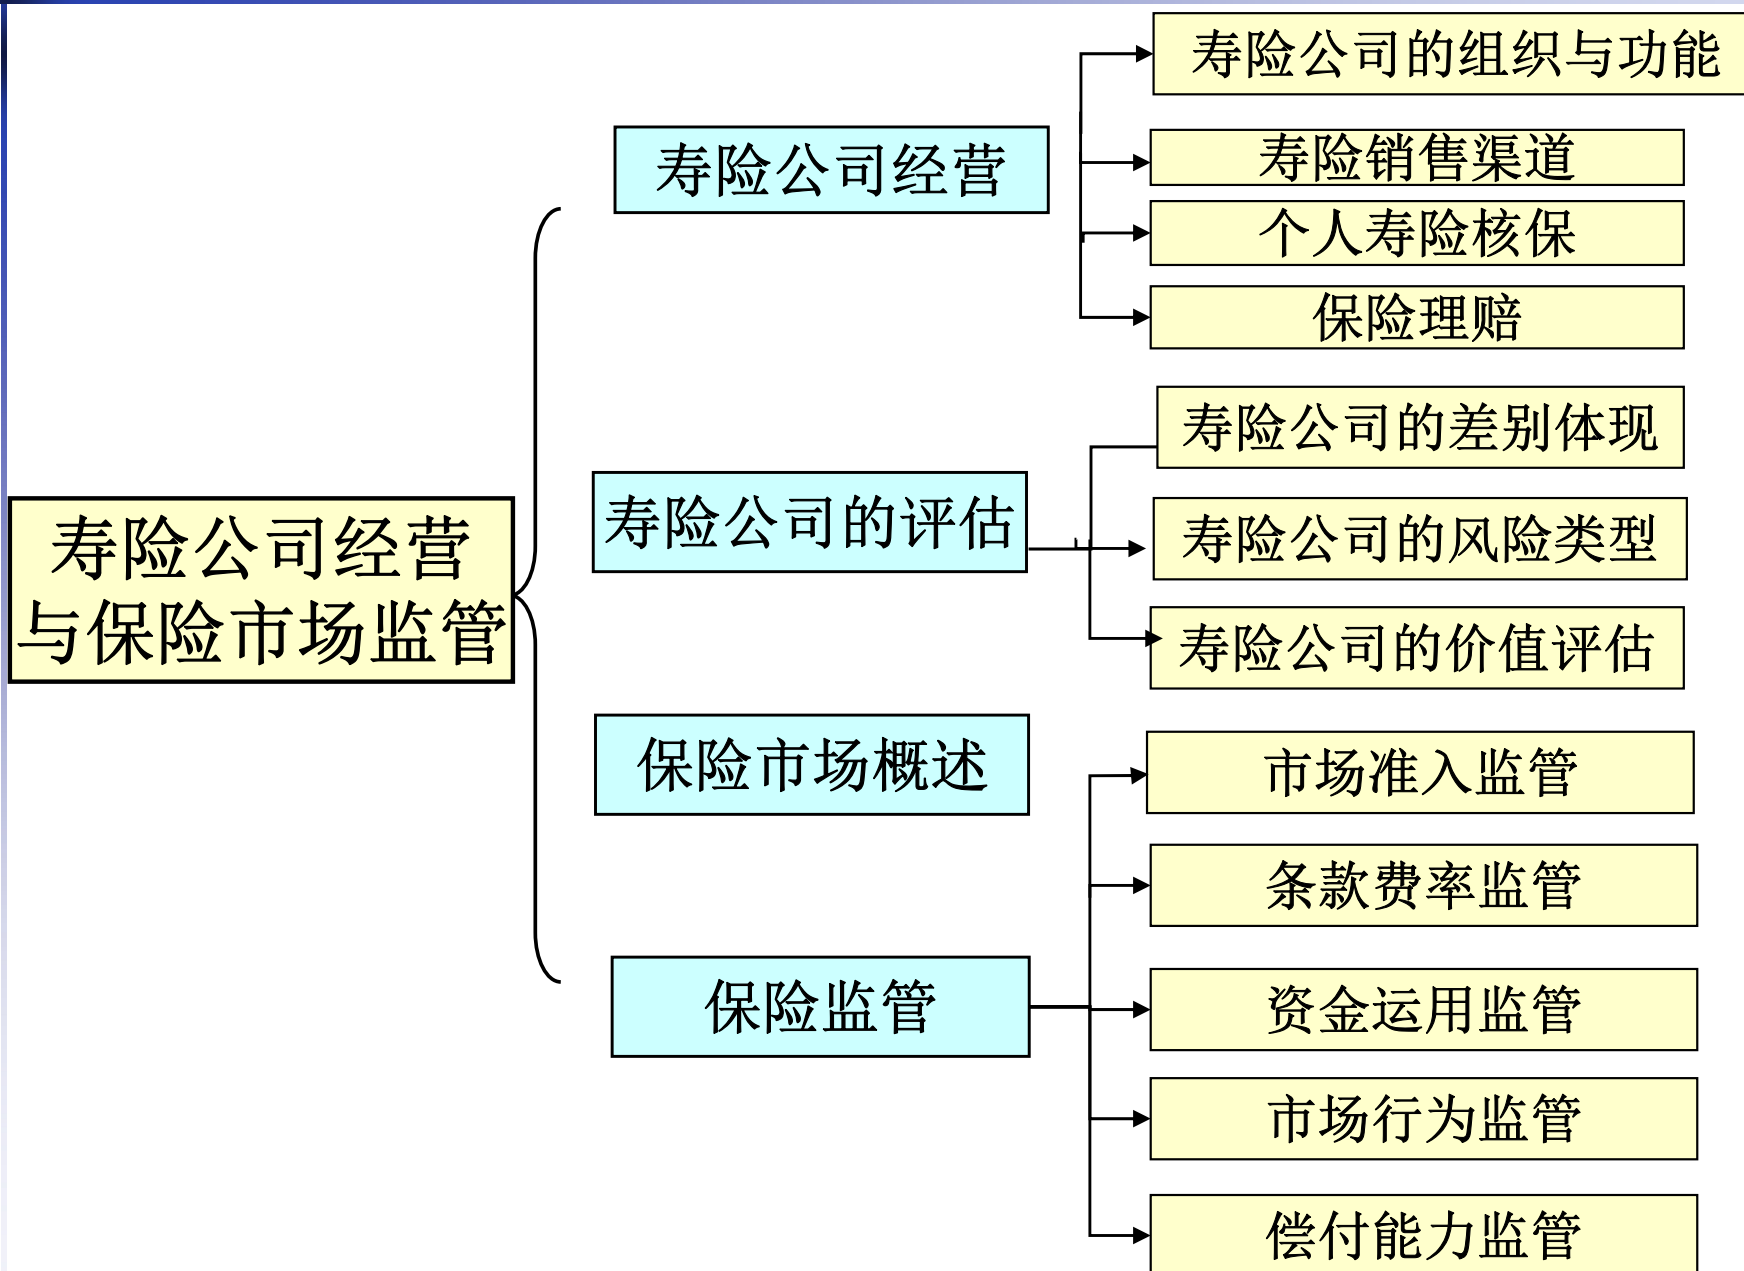 寿险公司经营
与保险市场监管
寿险公司经营
寿险公司的组织与功能
寿险销售渠道
个人寿险核保
保险理赔
寿险公司的评估
寿险公司的差别体现
寿险公司的风险类型
寿险公司的价值评估
保险市场概述
保险监管
市场准入监管
条款费率监管
资金运用监管
市场行为监管
偿付能力监管